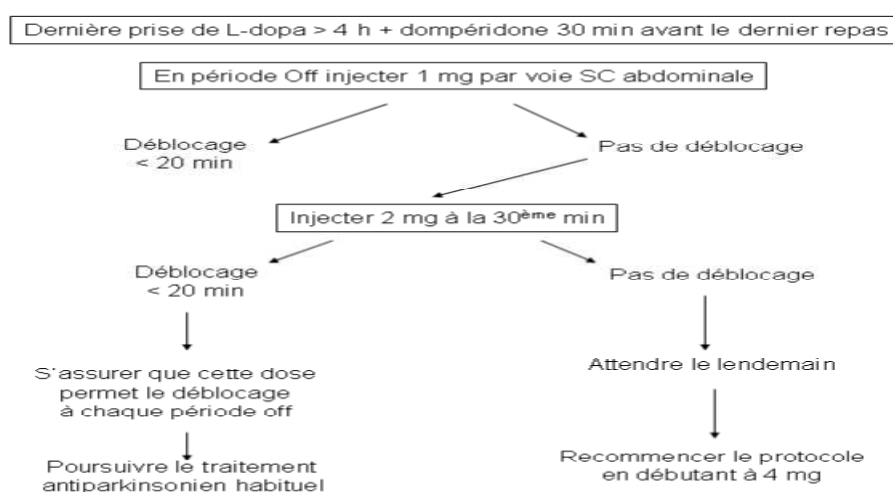 Dernière prise de L-dopa > 4 h + dompéridone 30 min avant le dernier repas
En période Off injecter 1 mg par voie SC abdominale
Déblocage
< 20 min
Pas de déblocage
Injecter 2 mg à la 30ème min
Déblocage
< 20 min
Pas de déblocage
S'assurer que cette dose
permet le déblocage
à chaque période off
Attendre le lendemain
Poursuivre le traitement
antiparkinsonien habituel
Recommencer le protocole
en débutant à 4 mg